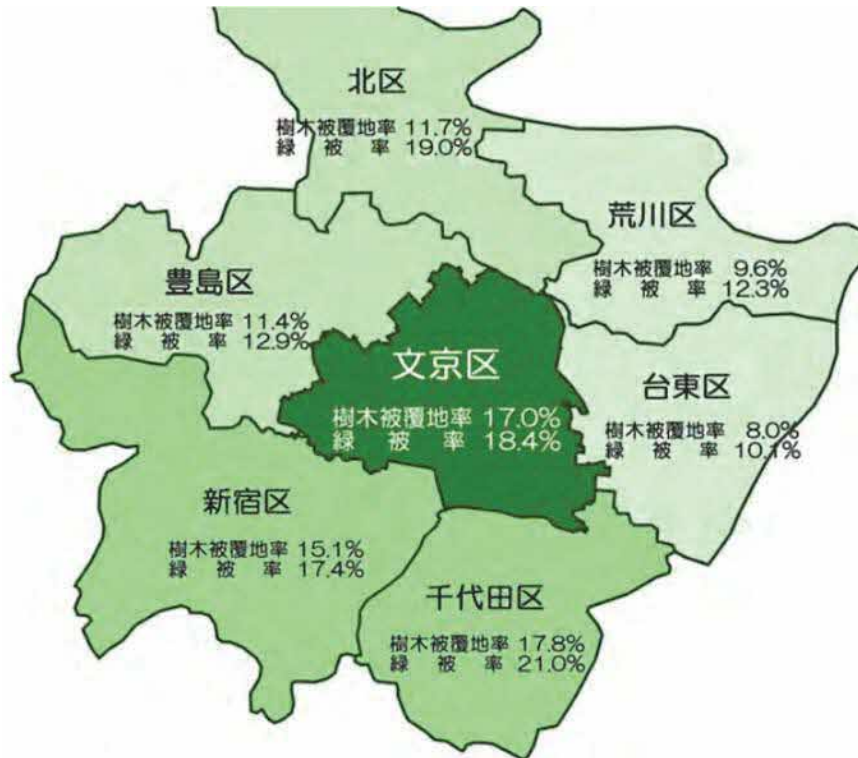 北区
樹木被覆地率 11.7%
緑被率 19.0%
荒川区
樹木被覆地率 9.6%
緑被率 12.3%
豊島区
樹木被覆地率 11.4%
緑被率 12.9%
文京区
樹木被覆地率 17.0%
緑被率 18.4%
台東区
樹木被覆地率 8.0%
緑被率 10.1%
新宿区
樹木被覆地率 15.1%
緑被率 17.4%
千代田区
樹木被覆地率 17.8%
緑被率 21.0%